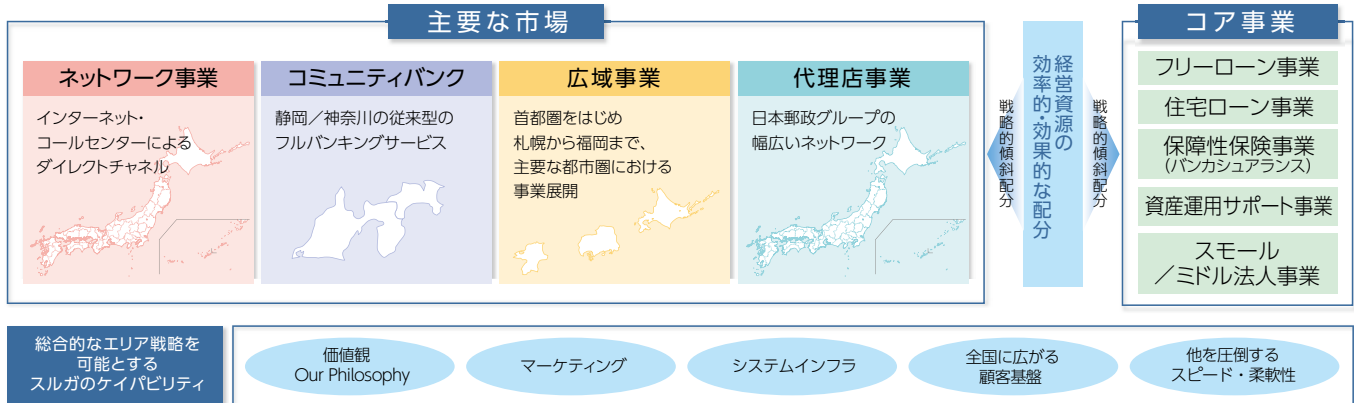 主要な市場
ネットワーク事業
インターネット・
コールセンターによる
ダイレクトチャネル
コミュニティバンク
静岡／神奈川の従来型の
フルバンキングサービス
広域事業
首都圏をはじめ
札幌から福岡まで、
主要な都市圏における
事業展開
代理店事業
日本郵政グループの
幅広いネットワーク
戦略的傾斜配分
経営資源の
効率的・効果的な配分
戦略的傾斜配分
コア事業
フリーローン事業
住宅ローン事業
保障性保険事業
(バンカシュアランス)
資産運用サポート事業
スモール
／ミドル法人事業
総合的なエリア戦略を
可能とする
スルガのケイパビリティ
価値観
Our Philosophy
マーケティング
システムインフラ
全国に広がる
顧客基盤
他を圧倒する
スピード・柔軟性